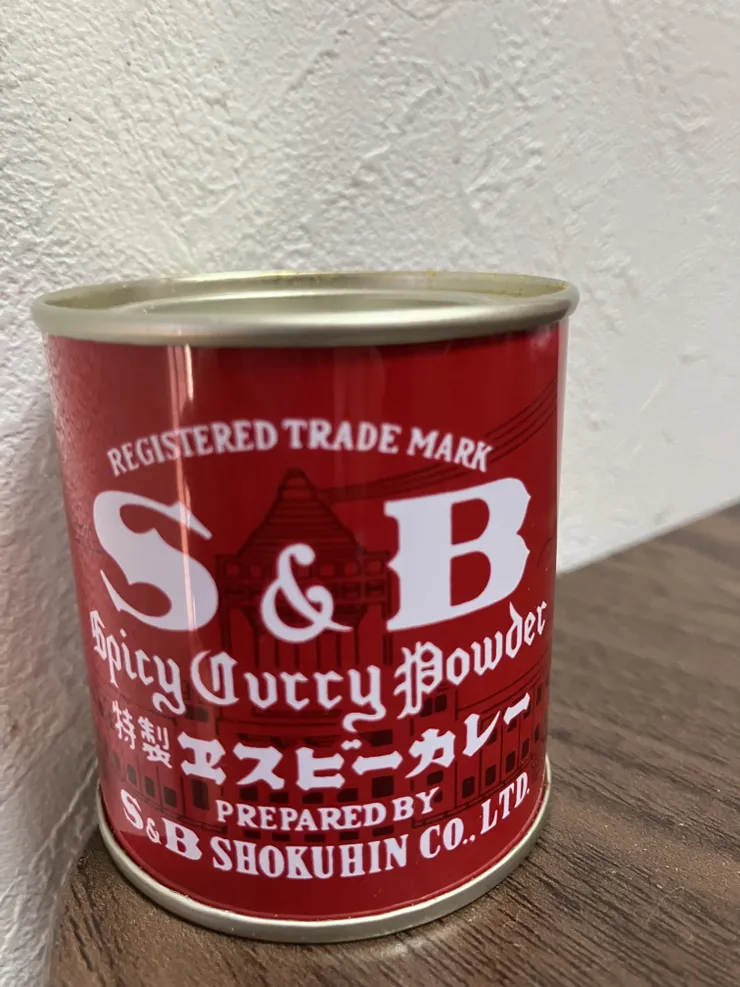 REGISTERED TRADE MARK
S & B
Spicy Curry Powder
特製 ヱスビーカレー
PREPARED BY
S&B SHOKUHIN CO., LTD.